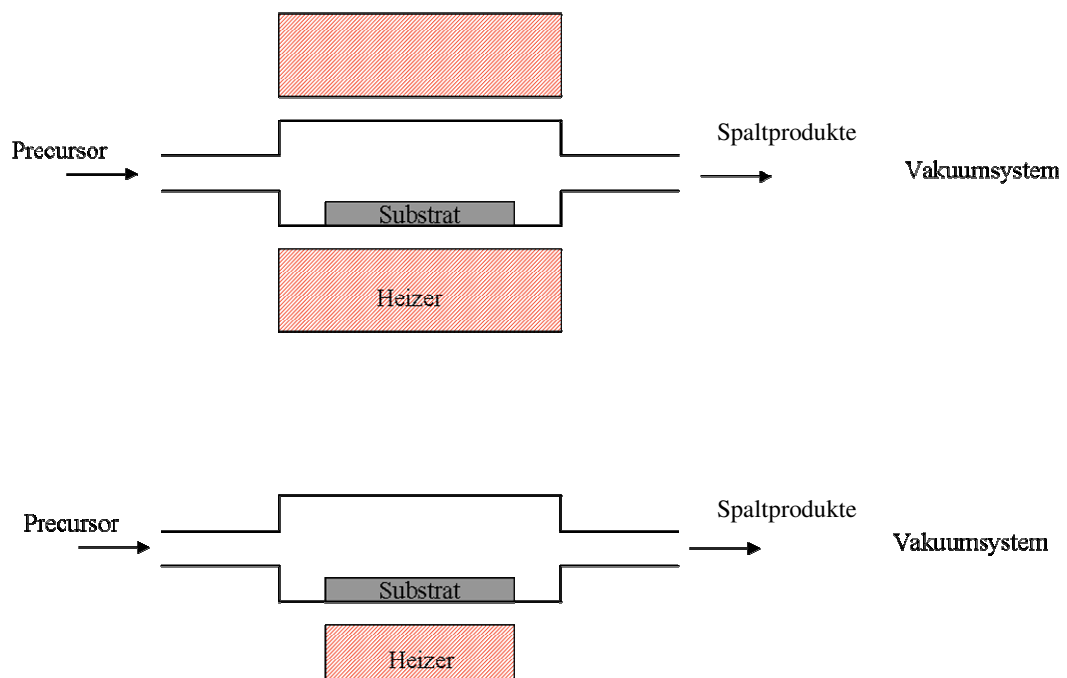 Precursor
Spaltprodukte
Vakuumsystem
Substrat
Heizer
Precursor
Spaltprodukte
Vakuumsystem
Substrat
Heizer